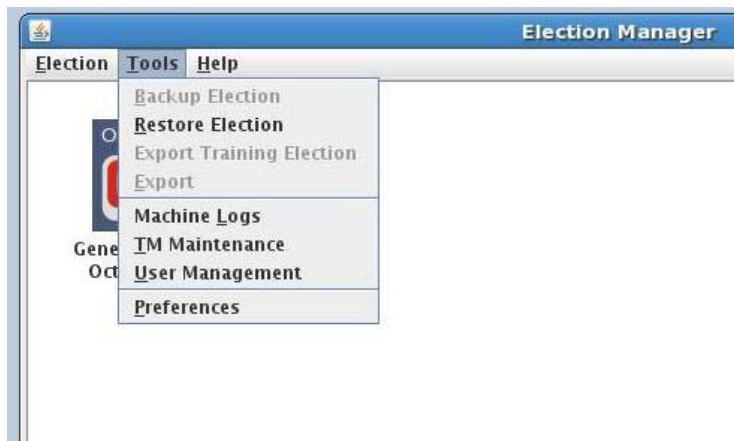 Election Manager
Election Tools Help
Backup Election
Restore Election
Export Training Election
Export
Machine Logs
TM Maintenance
User Management
Preferences
O
Gene
Oct